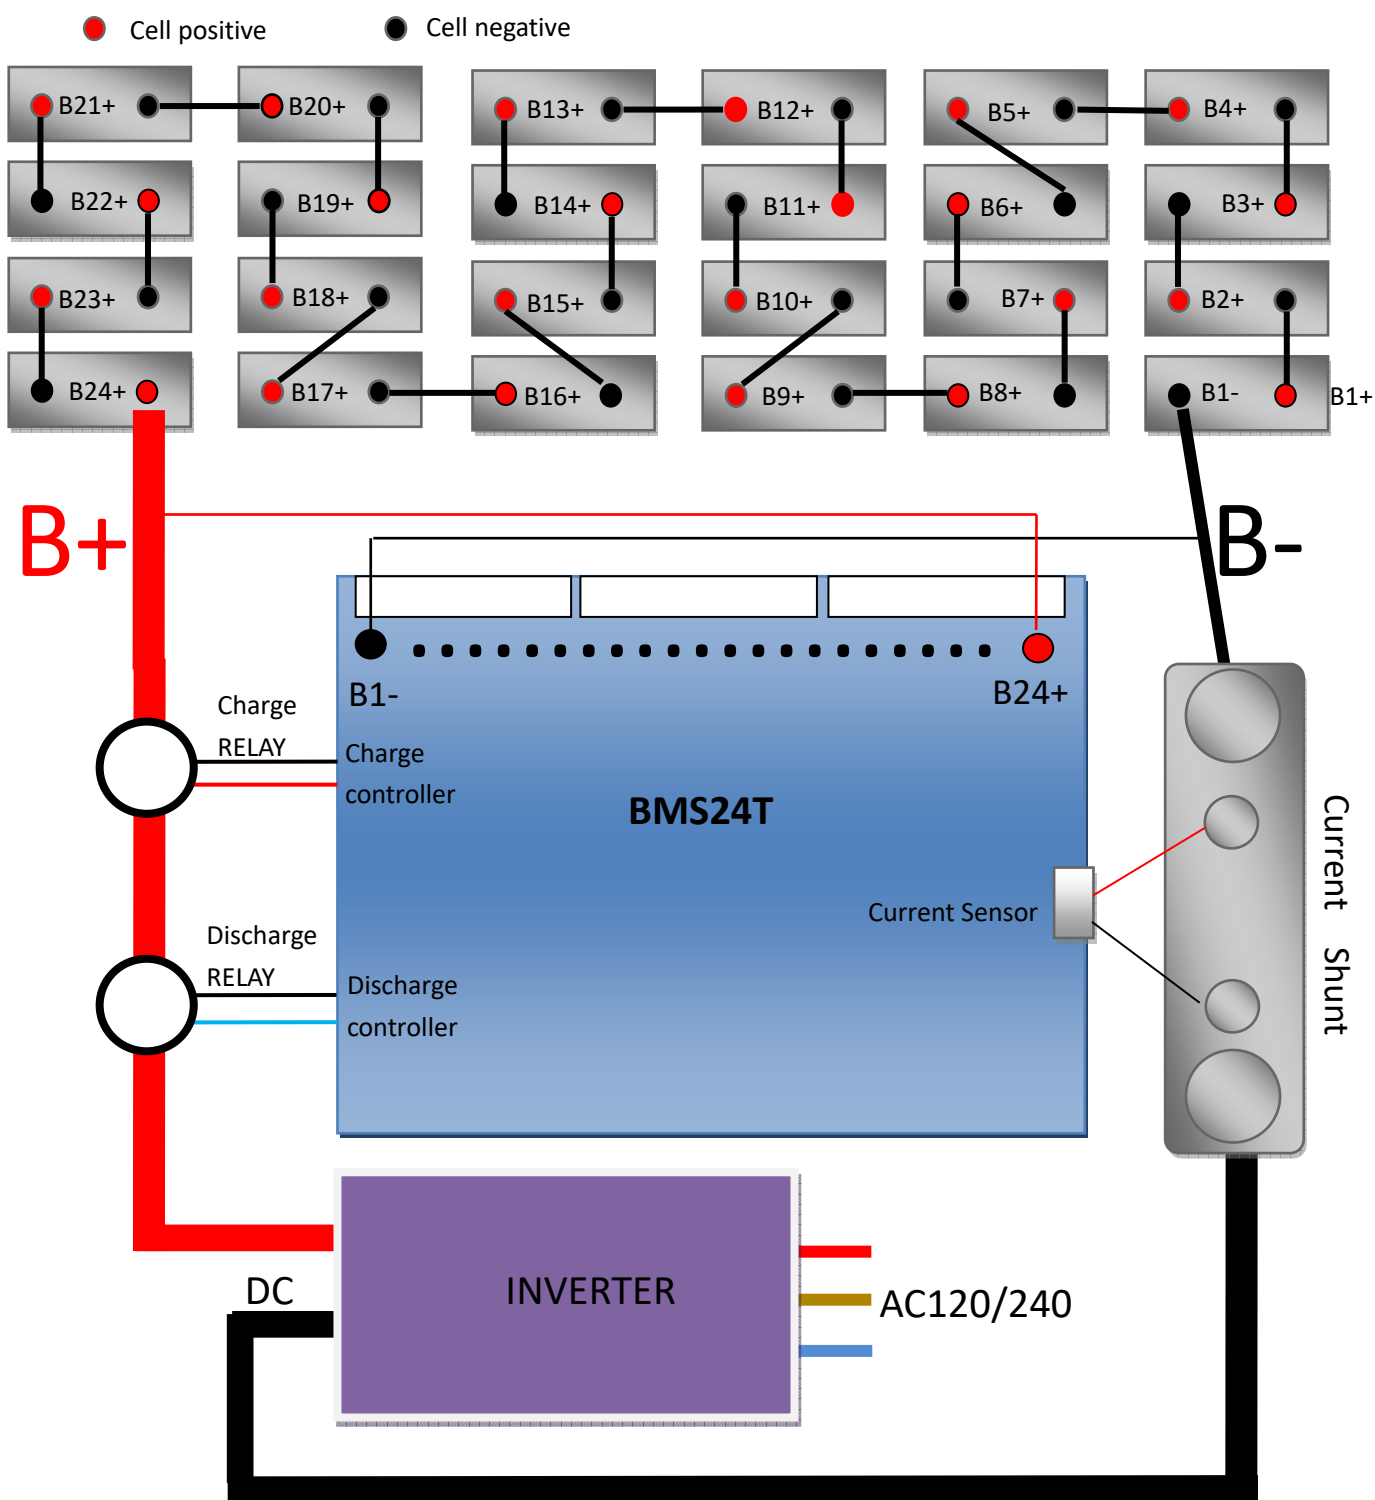 Cell positive
Cell negative
B21+
B20+
B13+
B12+
B5+
B4+
B22+
B19+
B14+
B11+
B6+
B3+
B23+
B18+
B15+
B10+
B7+
B2+
B24+
B17+
B16+
B9+
B8+
B1-
B1+
B+
B-
B1-
B24+
Charge
RELAY
Charge
controller
BMS24T
Current Shunt
Current Sensor
Discharge
RELAY
Discharge
controller
DC
INVERTER
AC120/240